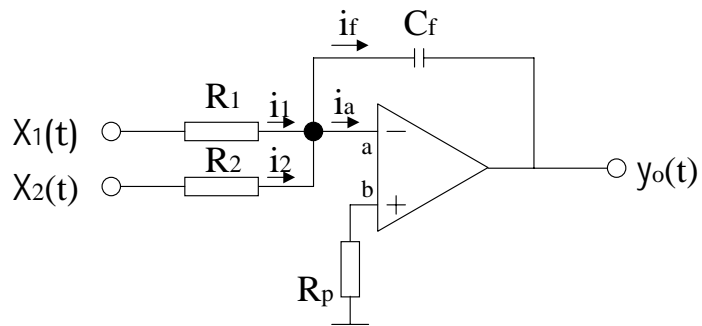 if Cf
R1 i1 ia
X1(t)
a −
R2 i2
X2(t) yo(t)
b +
Rp